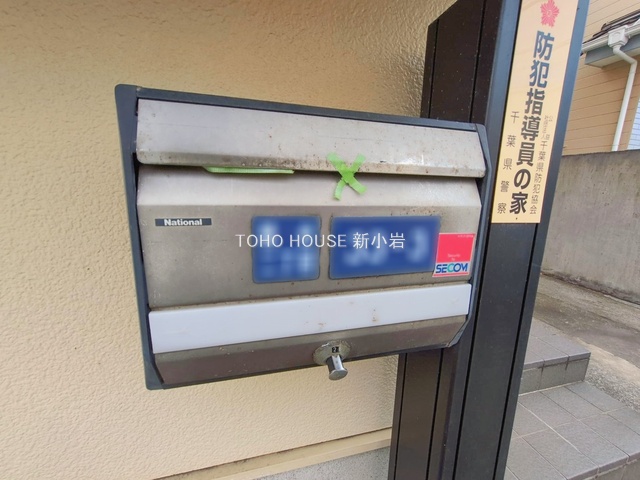 防犯指導員の家
千葉県防犯協会
千葉県警察
National
TOHO HOUSE 新小岩
SECOM
2